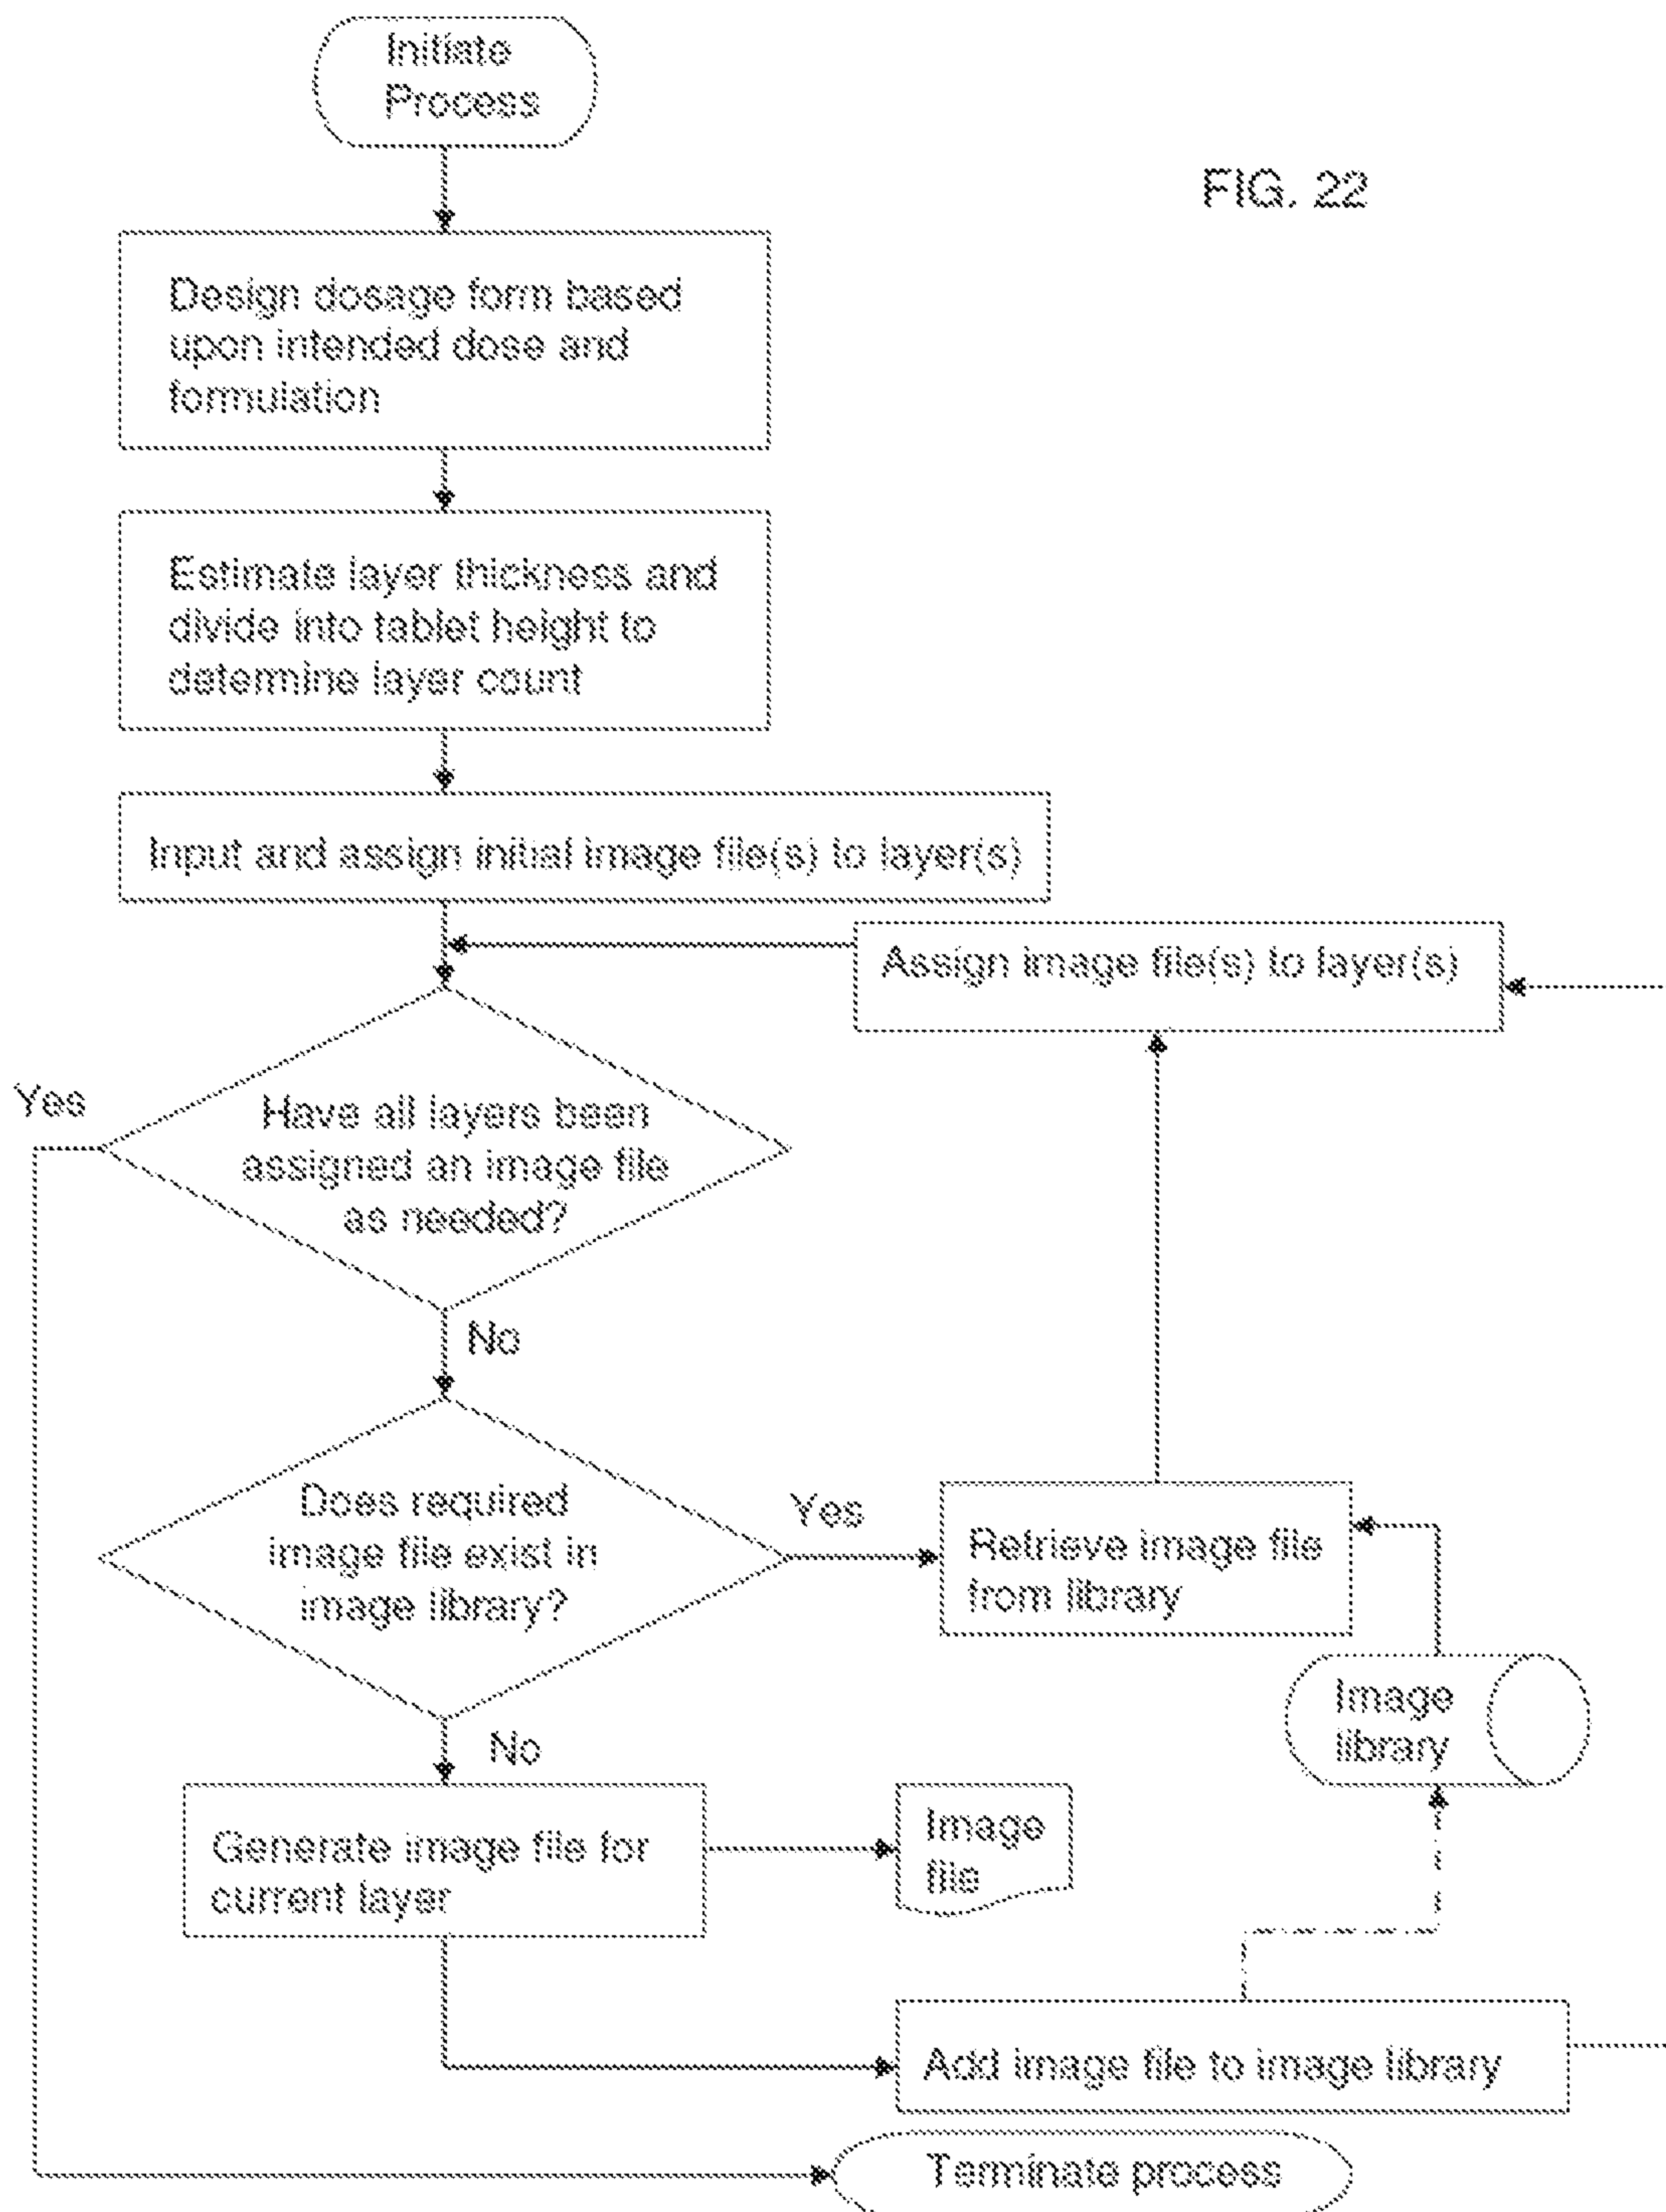 Initiate
Process
FIG. 22
Design dosage form based
upon intended dose and
formulation
Estimate layer thickness and
divide into tablet height to
determine layer count
Input and assign initial image file(s) to layer(s)
Assign image file(s) to layer(s)
Yes
Have all layers been
assigned an image file
as needed?
No
Does required
image file exist in
image library?
Yes
Retrieve image file
from library
Image
library
No
Generate image file for
current layer
Image
file
Add image file to image library
Terminate process